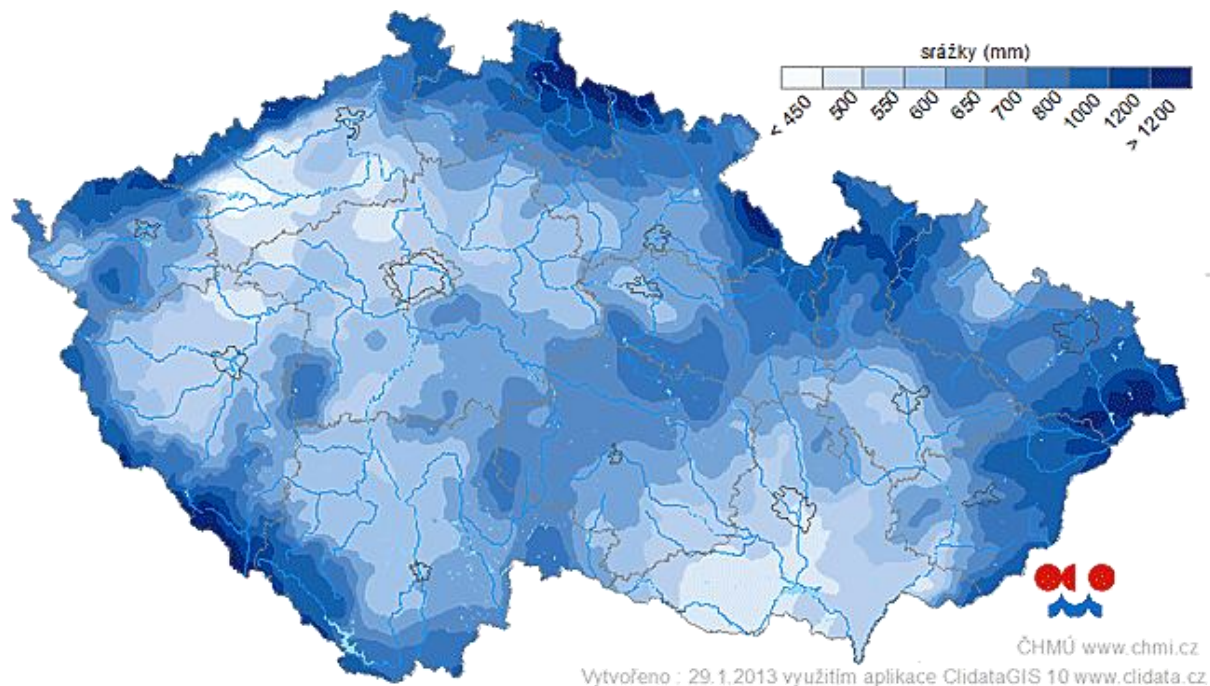 srážky (mm)
< 450 500 550 600 650 700 800 1000 1200 > 1200
ČHMÚ www.chmi.cz
Vytvořeno : 29.1.2013 využitím aplikace ClidataGIS 10 www.clidata.cz